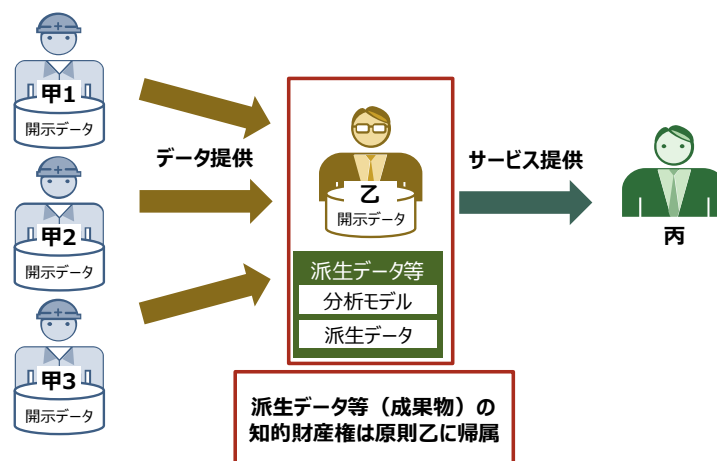 甲1
開示データ
甲2
開示データ
甲3
開示データ
データ提供
乙
開示データ
派生データ等
分析モデル
派生データ
サービス提供
丙
派生データ等（成果物）の
知的財産権は原則乙に帰属